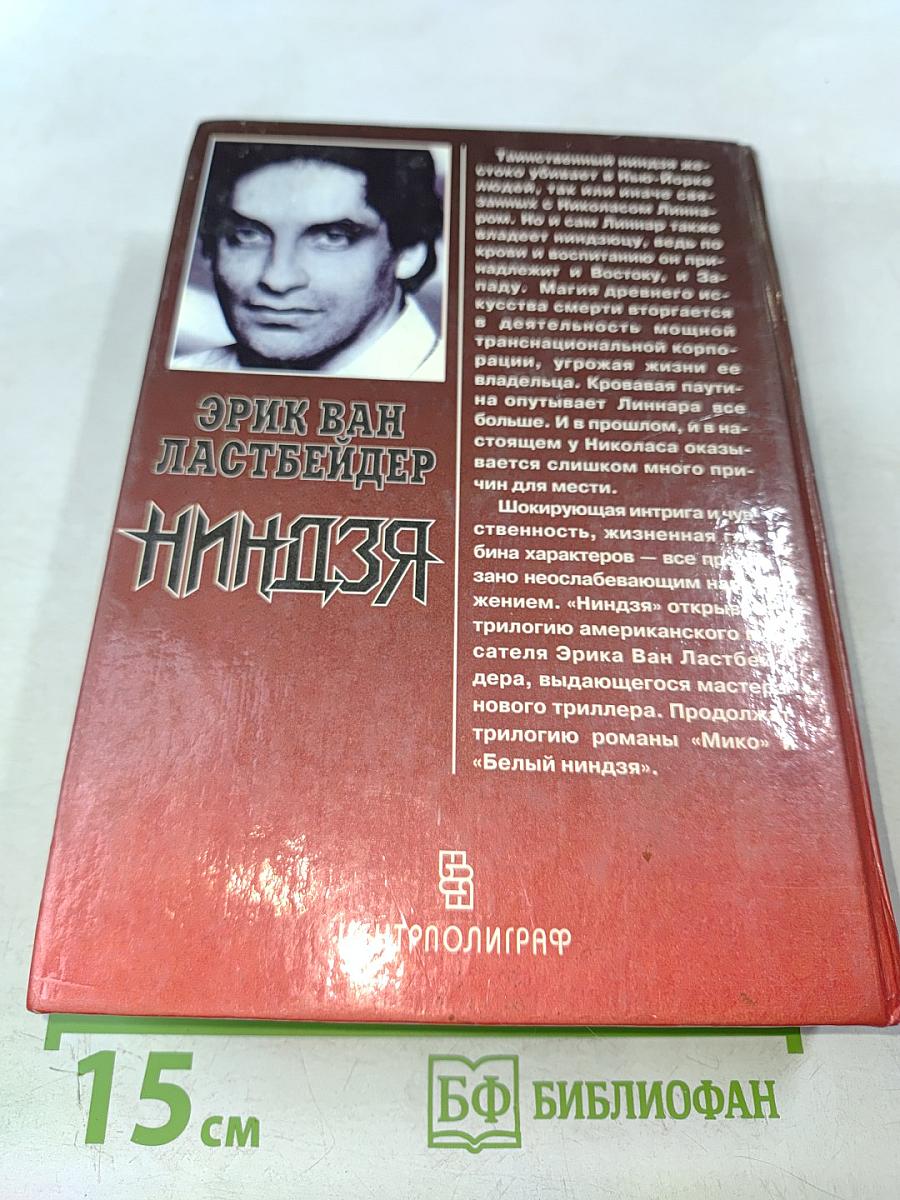 ЭРИК ВАН
ЛАСТБЕЙДЕР
НИНДЗЯ
Таинственный ниндзя же-
стоко убивает в Нью-Йорке
людей, так или иначе свя-
занных с Николасом Линна-
ром. Но и сам Линнар также
владеет ниндзюцу, ведь по
крови и воспитанию он при-
надлежит и Востоку, и За-
паду. Магия древнего ис-
кусства смерти вторгается
в деятельность мощной
транснациональной корпо-
рации, угрожая жизни ее
владельца. Кровавая паути-
на опутывает Линнара все
больше. И в прошлом, и в на-
стоящем у Николаса оказы-
вается слишком много при-
чин для мести.
Шокирующая интрига и
ственность, жизненная
бина характеров — все
зано неослабевающим
жением. «Ниндзя»
трилогию американского
сателя Эрика Ван
дера, выдающегося мастера
нового триллера.
трилогию романы «Мико» и
«Белый ниндзя».
ЦЕНТРПОЛИГРАФ
15 см
БФ БИБЛИОФАН